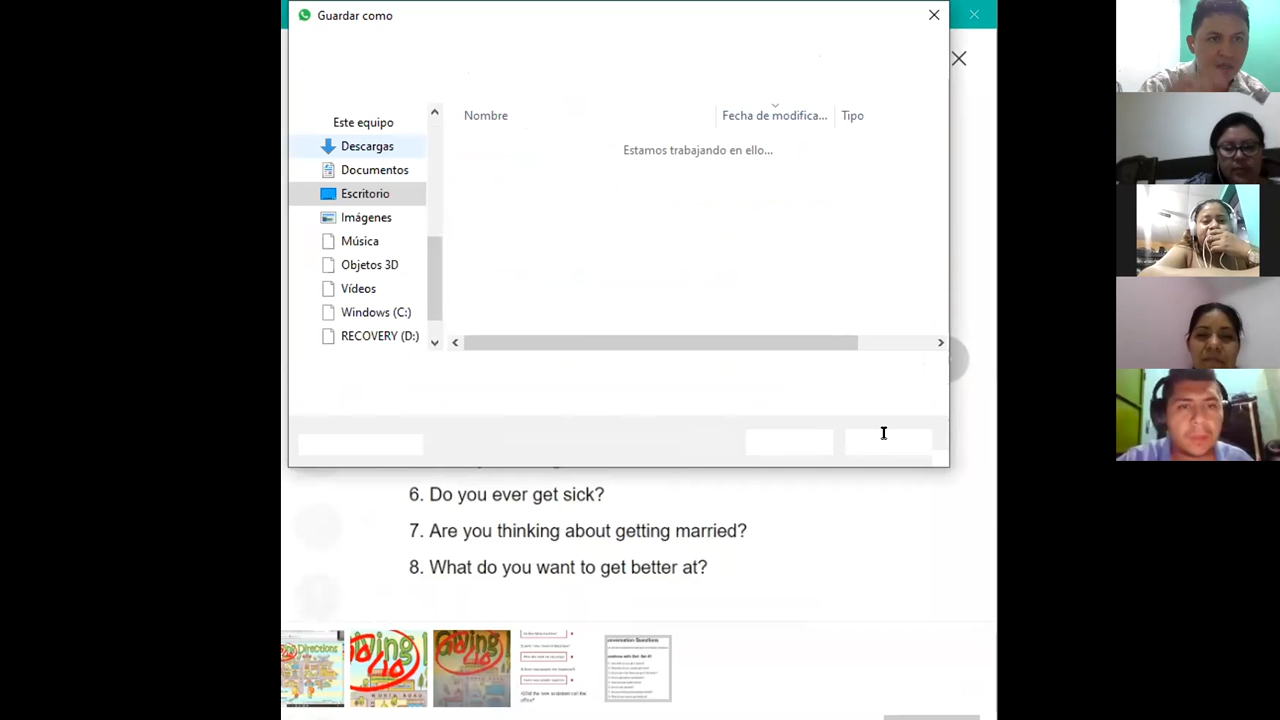 Guardar como
Nombre
Fecha de modifica...
Tipo
Este equipo
Estamos trabajando en ello...
Descargas
Documentos
Escritorio
Imágenes
Música
Objetos 3D
Vídeos
Windows (C:)
RECOVERY (D:)
6. Do you ever get sick?
7. Are you thinking about getting married?
8. What do you want to get better at?